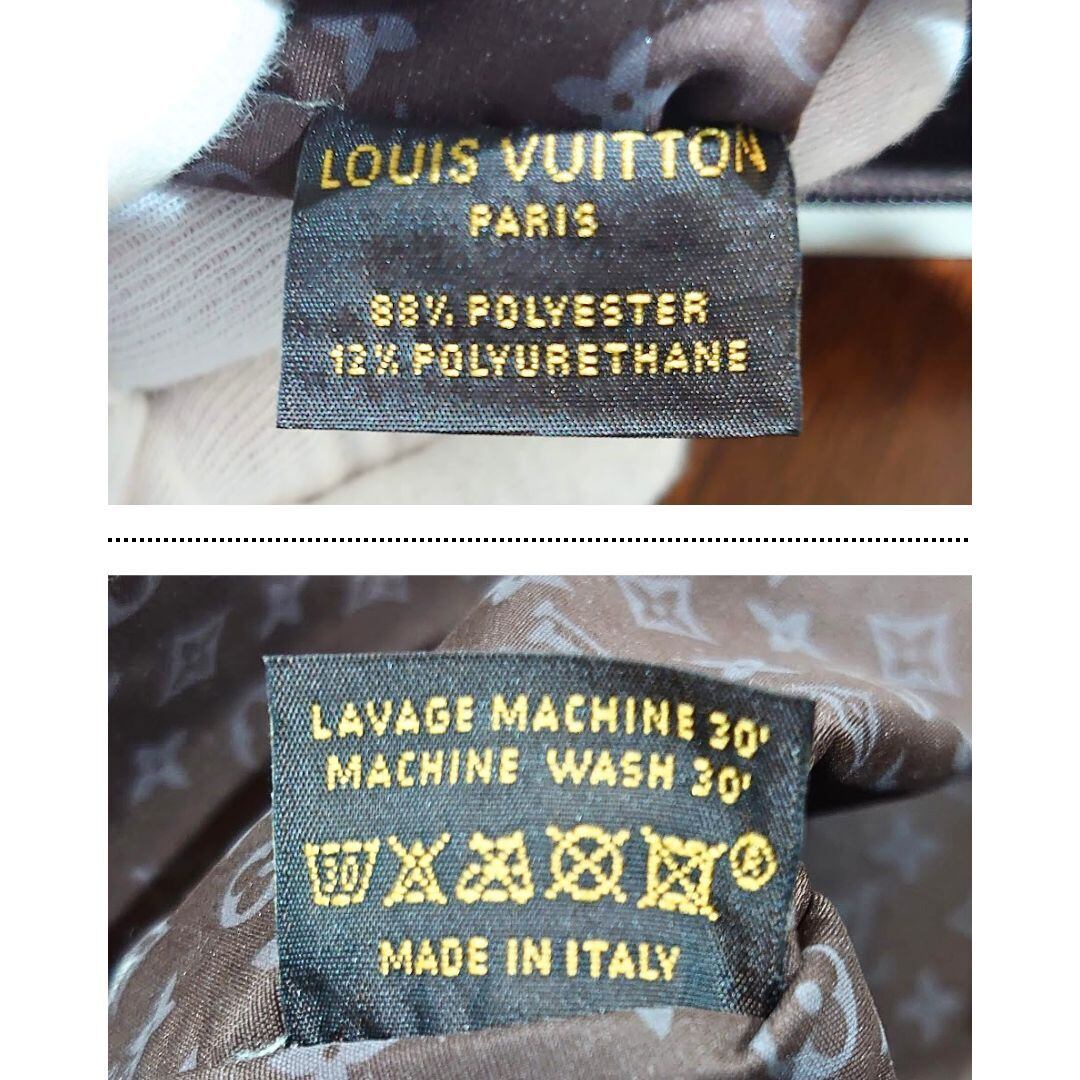 LOUIS VUITTON
PARIS
88% POLYESTER
12% POLYURETHANE
LAVAGE MACHINE 30'
MACHINE WASH 30'
30 ®
MADE IN ITALY